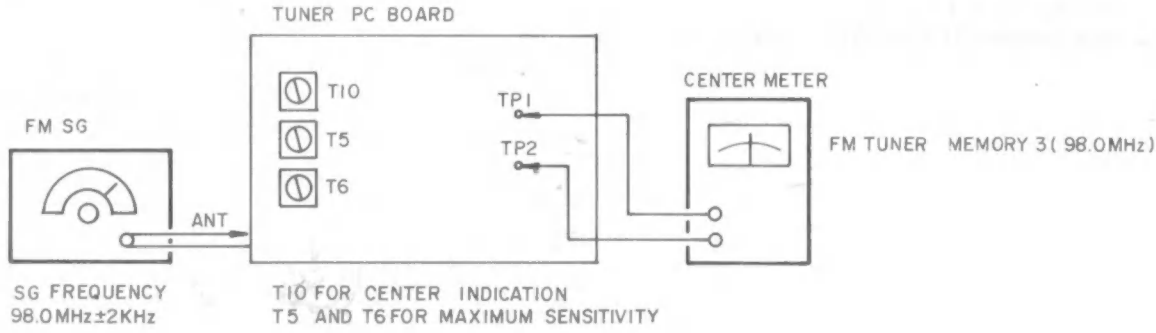 TUNER PC BOARD
CENTER METER
FM SG
T10
T5
T6
TP1
TP2
FM TUNER MEMORY 3(98.0MHz)
ANT
SG FREQUENCY
98.0MHz±2KHz
T10 FOR CENTER INDICATION
T5 AND T6 FOR MAXIMUM SENSITIVITY